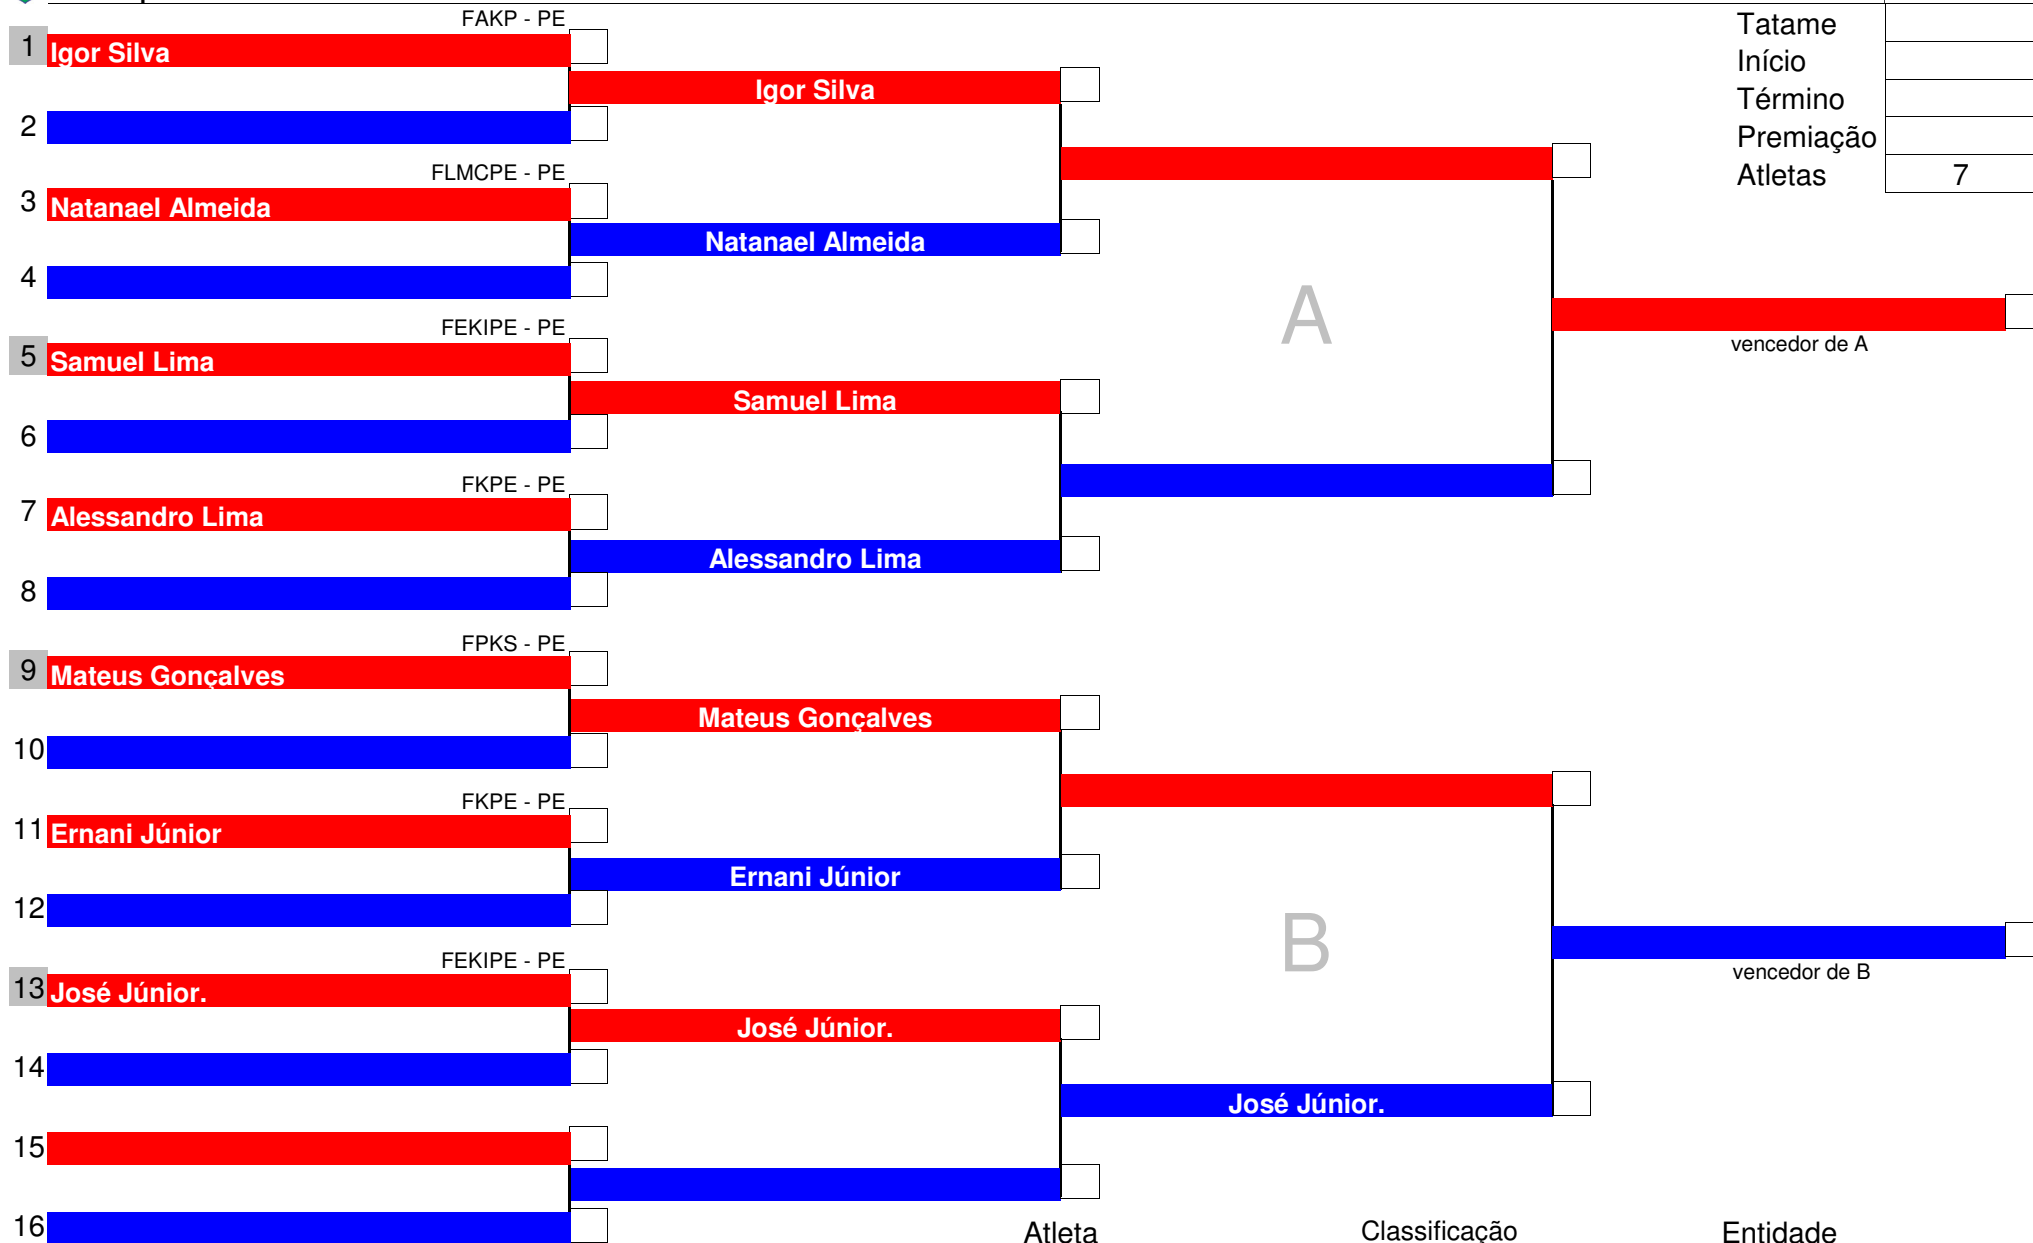 FAKP - PE
Tatame
1 Igor Silva
Início
Igor Silva
Término
2
Premiação
FLMCPE - PE
Atletas 7
3 Natanael Almeida
Natanael Almeida
4
A
FEKIPE - PE
vencedor de A
5 Samuel Lima
Samuel Lima
6
FKPE - PE
7 Alessandro Lima
Alessandro Lima
8
FPKS - PE
9 Mateus Gonçalves
Mateus Gonçalves
10
FKPE - PE
11 Ernani Júnior
Ernani Júnior
12
B
FEKIPE - PE
vencedor de B
13 José Júnior.
José Júnior.
14
José Júnior.
15
16
Atleta Classificação Entidade